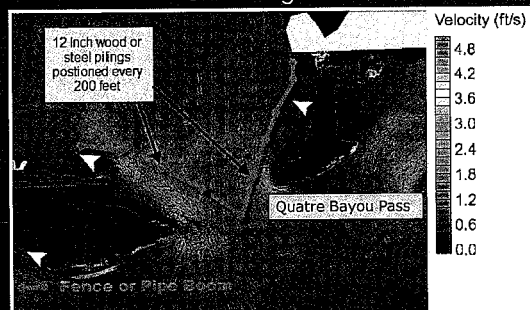 Velocity (ft/s)
12 Inch wood or
steel pilings
postioned every
200 feet
4.8
4.2
3.6
3.0
2.4
1.8
1.2
0.6
0.0
Quatre Bayou Pass
Fence or Pipe Boom